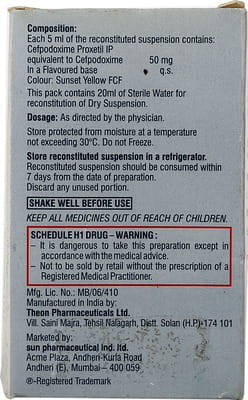 Composition:
Each 5 ml of the reconstituted suspension contains:
Cefpodoxime Proxetil IP
equivalent to Cefpodoxime 50 mg
In a Flavoured base q.s.
Colour: Sunset Yellow FCF
This pack contains 20ml of Sterile Water for
reconstitution of Dry Suspension.
Dosage: As directed by the physician.
Store protected from moisture at a temperature
not exceeding 30°C. Do not Freeze.
Store reconstituted suspension in a refrigerator.
Reconstituted suspension should be consumed within
7 days from the date of preparation.
Discard any unused portion.
SHAKE WELL BEFORE USE
KEEP ALL MEDICINES OUT OF REACH OF CHILDREN.
SCHEDULE H1 DRUG – WARNING :
– It is dangerous to take this preparation except in
accordance with the medical advice.
– Not to be sold by retail without the prescription of a
Registered Medical Practitioner.
Mfg. Lic. No.: MB/06/410
Manufactured in India by:
Theon Pharmaceuticals Ltd.
Vill. Saini Majra, Tehsil Nalagarh, Distt. Solan (H.P)-174 101
Marketed by:
sun pharmaceutical ind. ltd.
Acme Plaza, Andheri-Kurla Road
Andheri (E), Mumbai – 400 059
®-Registered Trademark